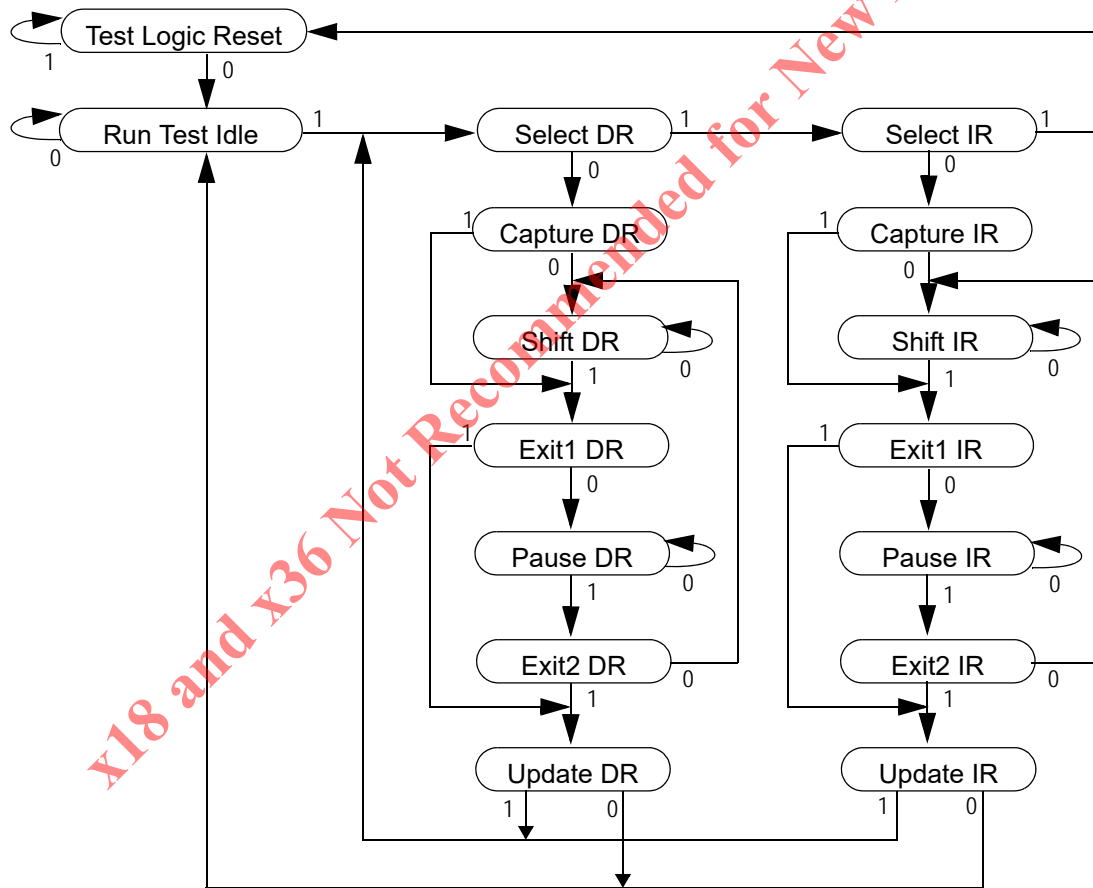 Test Logic Reset
1
0
Run Test Idle
0
1
Select DR
1
0
Select IR
1
0
Capture DR
1
0
Capture IR
1
0
Shift DR
0
1
Shift IR
0
1
Exit1 DR
1
0
Exit1 IR
1
0
Pause DR
0
1
Pause IR
0
1
Exit2 DR
0
1
Exit2 IR
0
1
Update DR
1
0
Update IR
1
0
x18 and x36 Not Recommended for New